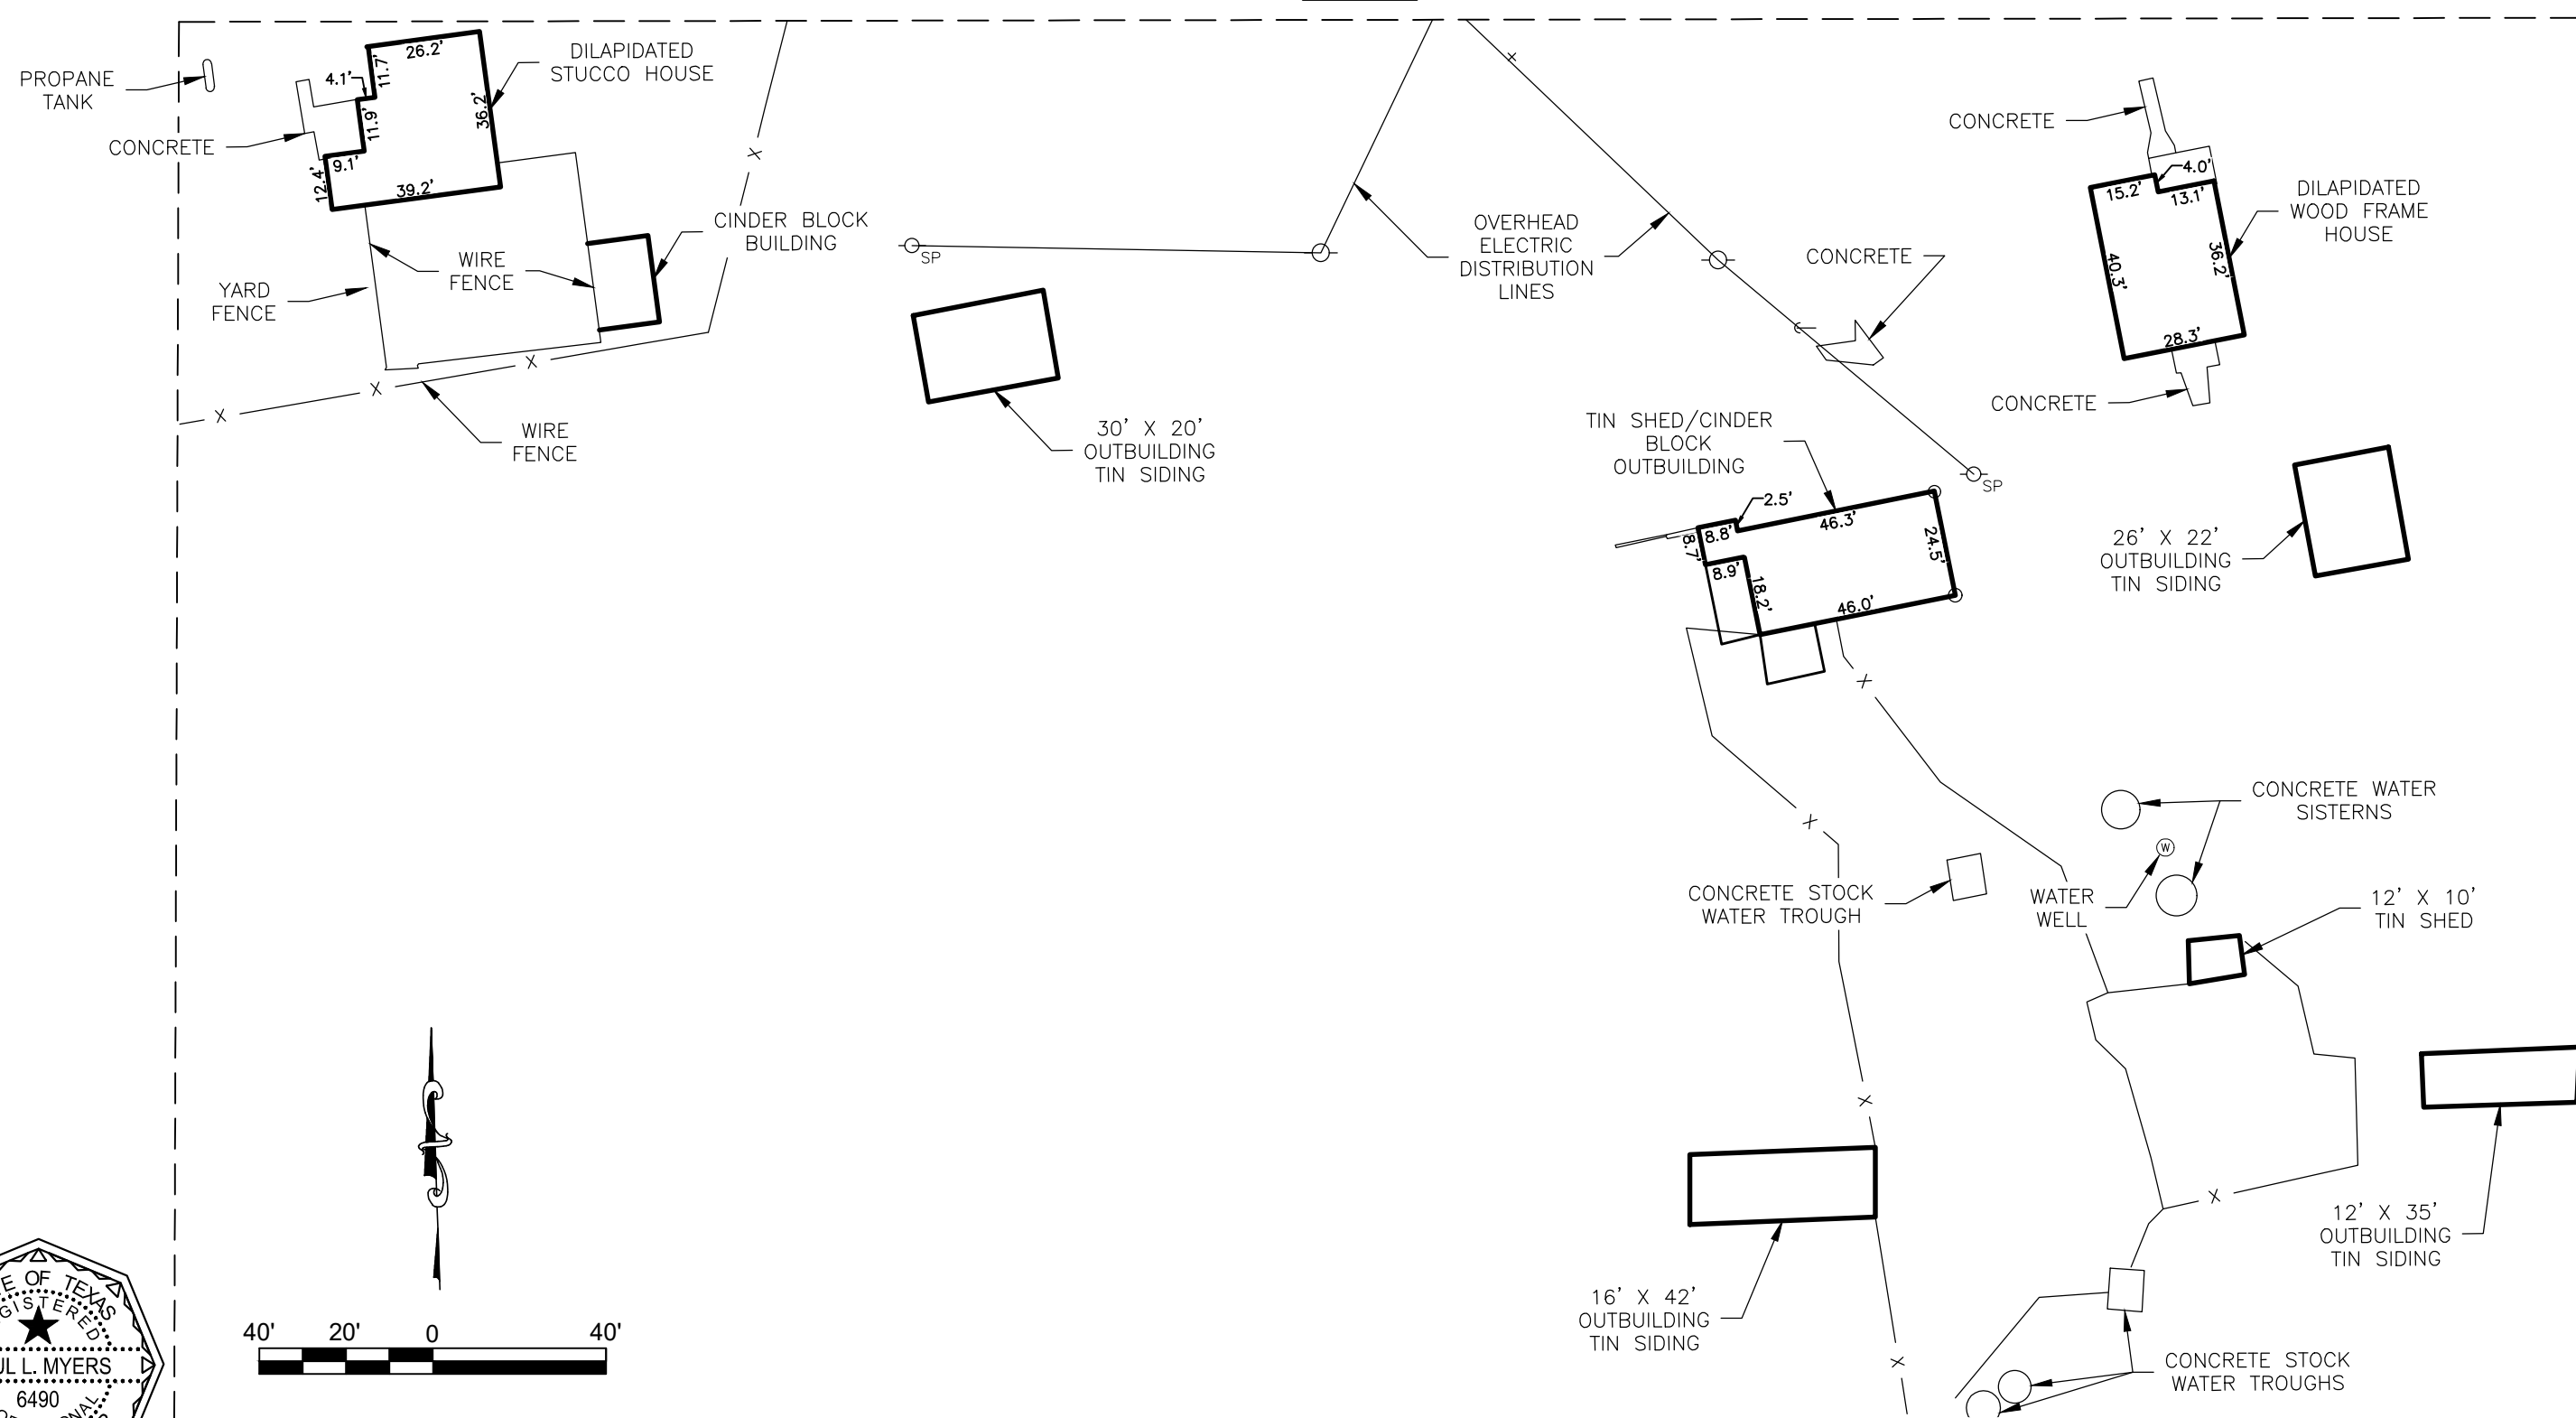 PROPANE
TANK
CONCRETE
26.2'
11.7'
4.1'
11.9'
9.1'
12.4'
39.2'
36.2'
DILAPIDATED
STUCCO HOUSE
CINDER BLOCK
BUILDING
WIRE
FENCE
YARD
FENCE
X
X
X
X
WIRE
FENCE
SP
30' X 20'
OUTBUILDING
TIN SIDING
OVERHEAD
ELECTRIC
DISTRIBUTION
LINES
X
CONCRETE
CONCRETE
15.2'
4.0'
13.1'
40.3'
36.2'
28.3'
DILAPIDATED
WOOD FRAME
HOUSE
CONCRETE
TIN SHED/CINDER
BLOCK
OUTBUILDING
SP
2.5'
8.8'
46.3'
8.7'
8.9'
18.2'
46.0'
24.5'
26' X 22'
OUTBUILDING
TIN SIDING
X
X
CONCRETE WATER
SISTERNS
W
WATER
WELL
CONCRETE STOCK
WATER TROUGH
12' X 10'
TIN SHED
X
X
12' X 35'
OUTBUILDING
TIN SIDING
16' X 42'
OUTBUILDING
TIN SIDING
X
CONCRETE STOCK
WATER TROUGHS
40' 20' 0 40'
E OF TEXAS
GISTERED
UL L. MYERS
6490
ONAL